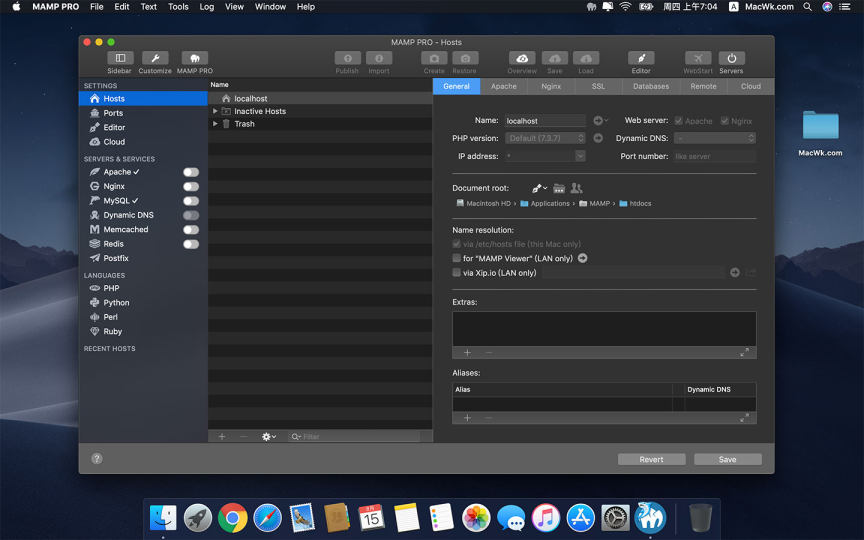 MAMP PRO File Edit Text Tools Log View Window Help 周四 上午7:04 A MacWk.com
MAMP PRO - Hosts
Sidebar Customize MAMP PRO Publish Import Create Restore Overview Save Load Editor WebStart Servers
SETTINGS
Hosts
Ports
Editor
Cloud
SERVERS & SERVICES
Apache ✓
Nginx
MySQL ✓
Dynamic DNS
Memcached
Redis
Postfix
LANGUAGES
PHP
Python
Perl
Ruby
RECENT HOSTS
Name
localhost
Inactive Hosts
Trash
Filter
General Apache Nginx SSL Databases Remote Cloud
Name: localhost Web server: Apache Nginx
PHP version: Default (7.3.7) Dynamic DNS: -
IP address: * Port number: like server
Document root:
Macintosh HD › Applications › MAMP › htdocs
Name resolution:
via /etc/hosts file (this Mac only)
for "MAMP Viewer" (LAN only)
via Xip.io (LAN only)
Extras:
Aliases:
Alias Dynamic DNS
? Revert Save
MacWk.com
8月
15